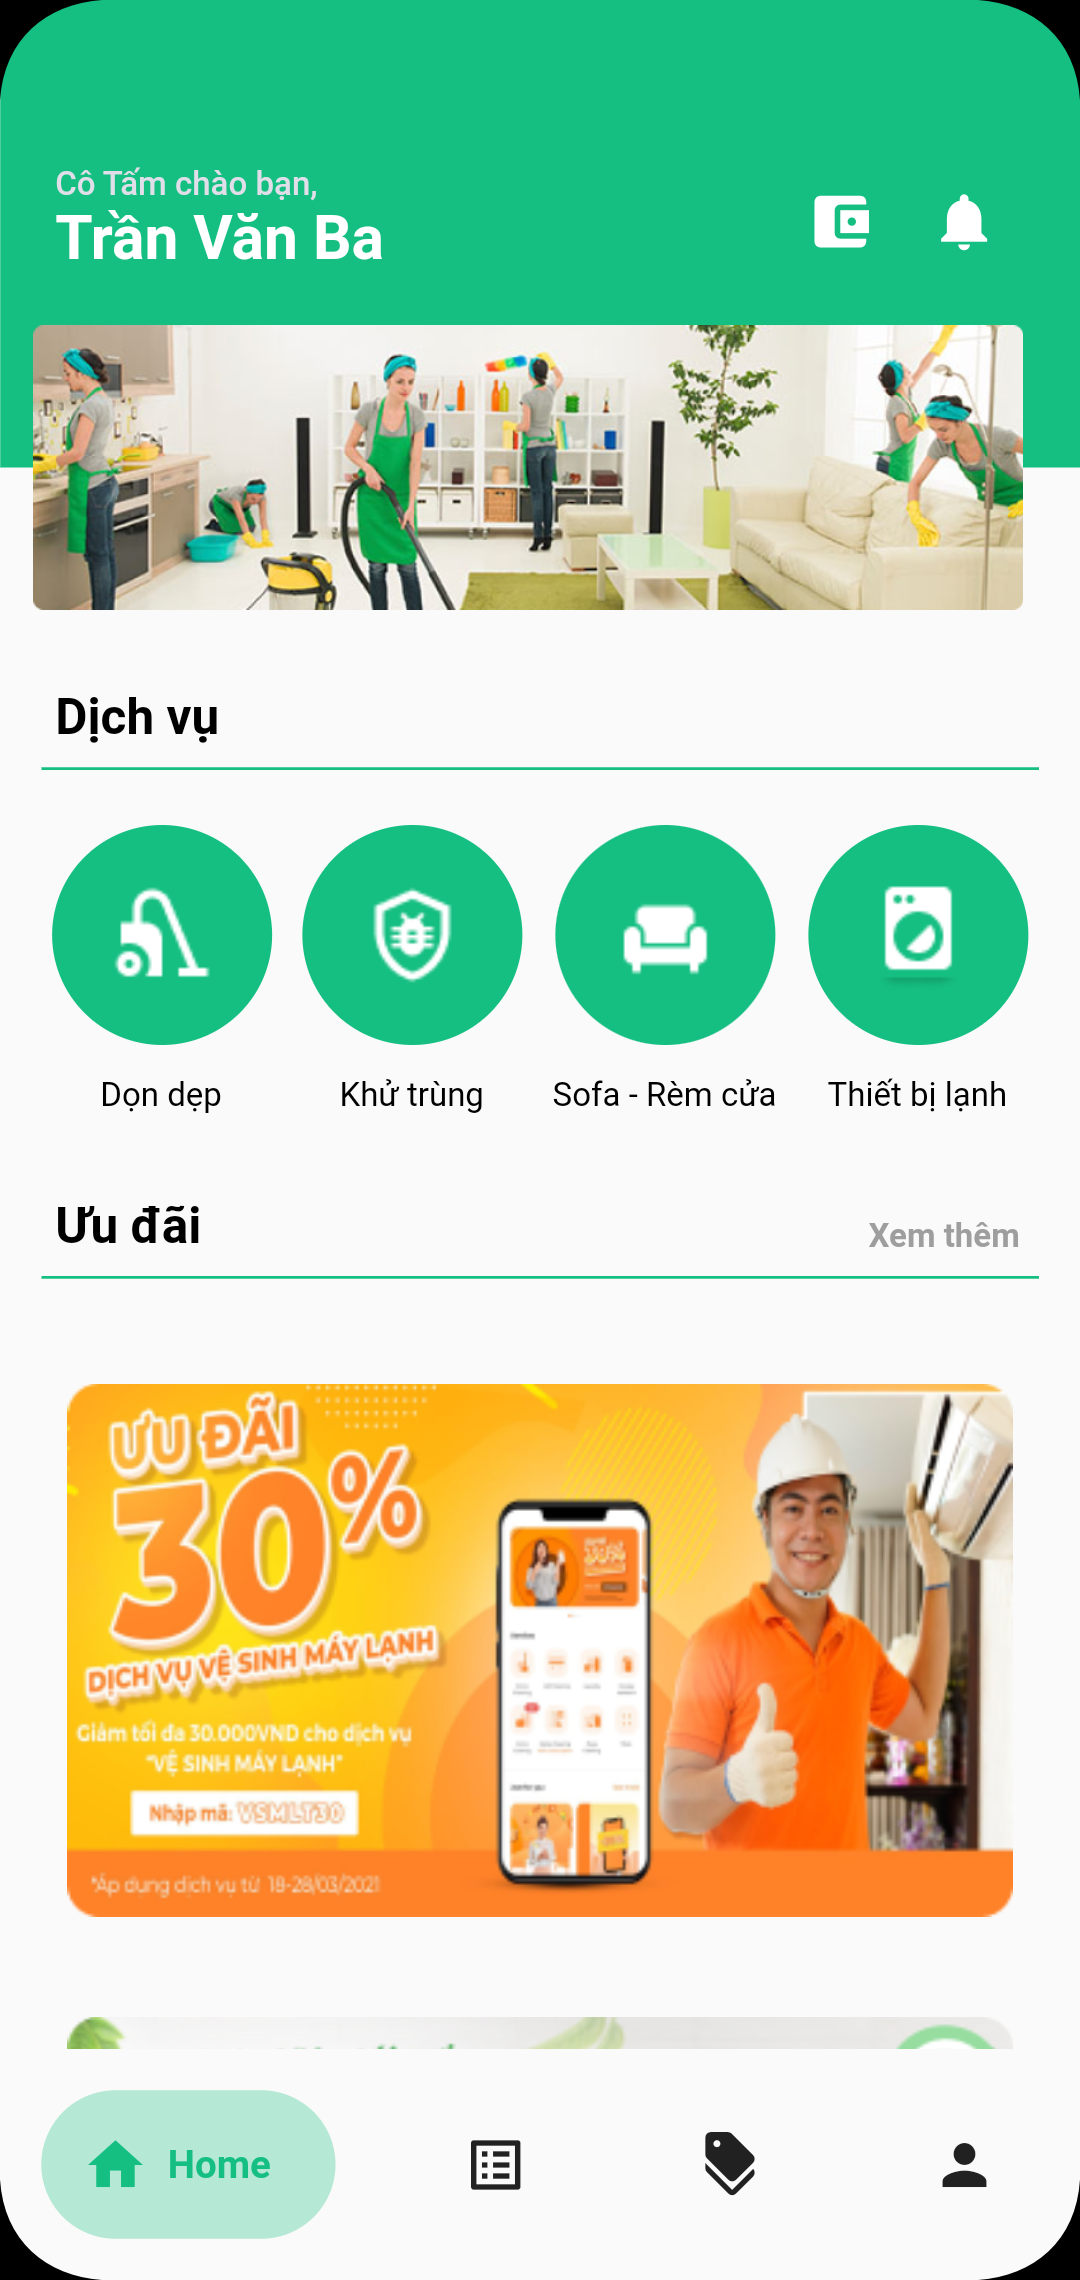 Cô Tấm chào bạn,
Trần Văn Ba
Dịch vụ
Dọn dẹp
Khử trùng
Sofa - Rèm cửa
Thiết bị lạnh
Ưu đãi
Xem thêm
ƯU ĐÃI
30%
DỊCH VỤ VỆ SINH MÁY LẠNH
Giảm tối đa 30.000VND cho dịch vụ
"VỆ SINH MÁY LẠNH"
Nhập mã: VSMLT30
*Áp dụng dịch vụ từ 18-28/03/2021
Home